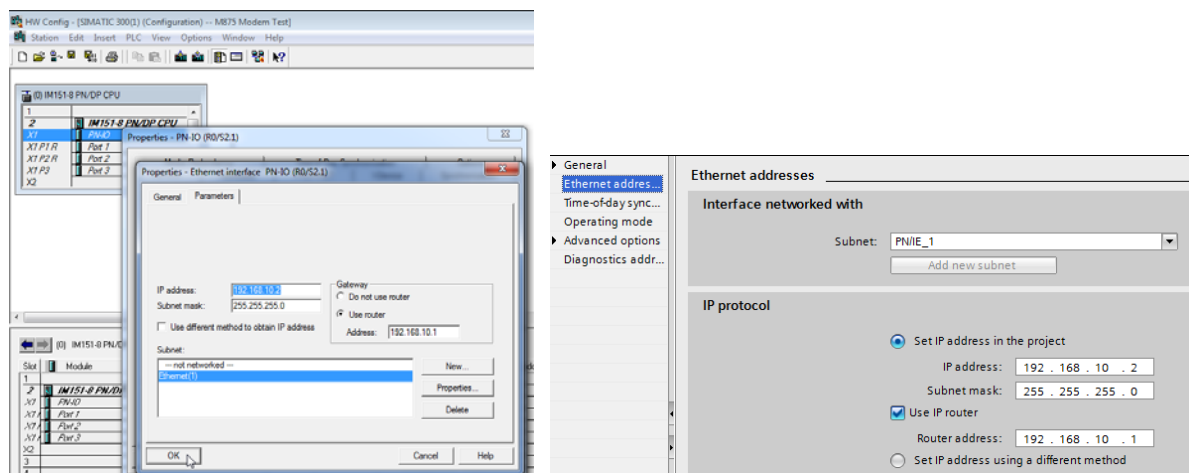 HW Config - [SIMATIC 300(1) (Configuration) -- M875 Modem Test]
Station Edit Insert PLC View Options Window Help
(0) IM151-8 PN/DP CPU
1
2 IM151-8 PN/DP CPU
X1 PN-IO
X1 P1 R Port 1
X1 P2 R Port 2
X1 P3 Port 3
X2
Properties - PN-IO (R0/S2.1)
Properties - Ethernet interface PN-IO (R0/S2.1)
General Parameters
IP address: 192.168.10.2
Subnet mask: 255.255.255.0
Use different method to obtain IP address
Gateway
Do not use router
Use router
Address: 192.168.10.1
Subnet:
--- not networked ---
Ethernet(1)
New...
Properties...
Delete
OK Cancel Help
(0) IM151-8 PN/D
Slot Module
1
2 IM151-8 PN/D
X1 PN-IO
X1 Port 1
X1 Port 2
X1 Port 3
X2
3
General
Ethernet addres...
Time-of-day sync...
Operating mode
Advanced options
Diagnostics addr...
Ethernet addresses
Interface networked with
Subnet: PN/IE_1
Add new subnet
IP protocol
Set IP address in the project
IP address: 192 . 168 . 10 . 2
Subnet mask: 255 . 255 . 255 . 0
Use IP router
Router address: 192 . 168 . 10 . 1
Set IP address using a different method